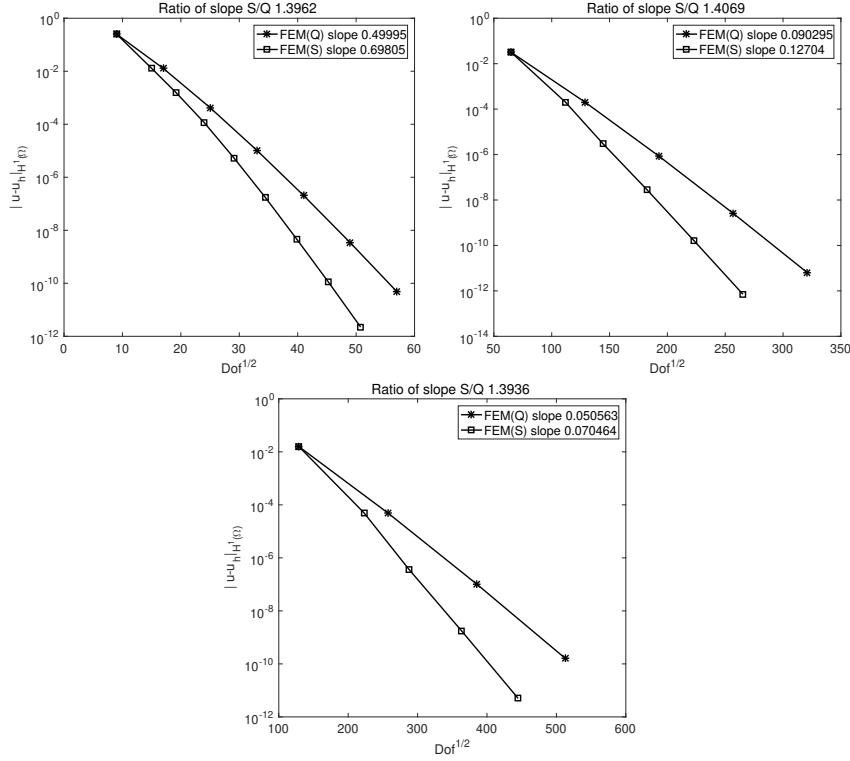 Ratio of slope S/Q 1.3962
FEM(Q) slope 0.49995
FEM(S) slope 0.69805
10^0
10^-2
10^-4
10^-6
10^-8
10^-10
10^-12
|u-u_h|_{H^1(Ω)}
0 10 20 30 40 50 60
Dof^{1/2}
Ratio of slope S/Q 1.4069
FEM(Q) slope 0.090295
FEM(S) slope 0.12704
10^0
10^-2
10^-4
10^-6
10^-8
10^-10
10^-12
10^-14
|u-u_h|_{H^1(Ω)}
50 100 150 200 250 300 350
Dof^{1/2}
Ratio of slope S/Q 1.3936
FEM(Q) slope 0.050563
FEM(S) slope 0.070464
10^0
10^-2
10^-4
10^-6
10^-8
10^-10
10^-12
|u-u_h|_{H^1(Ω)}
100 200 300 400 500 600
Dof^{1/2}